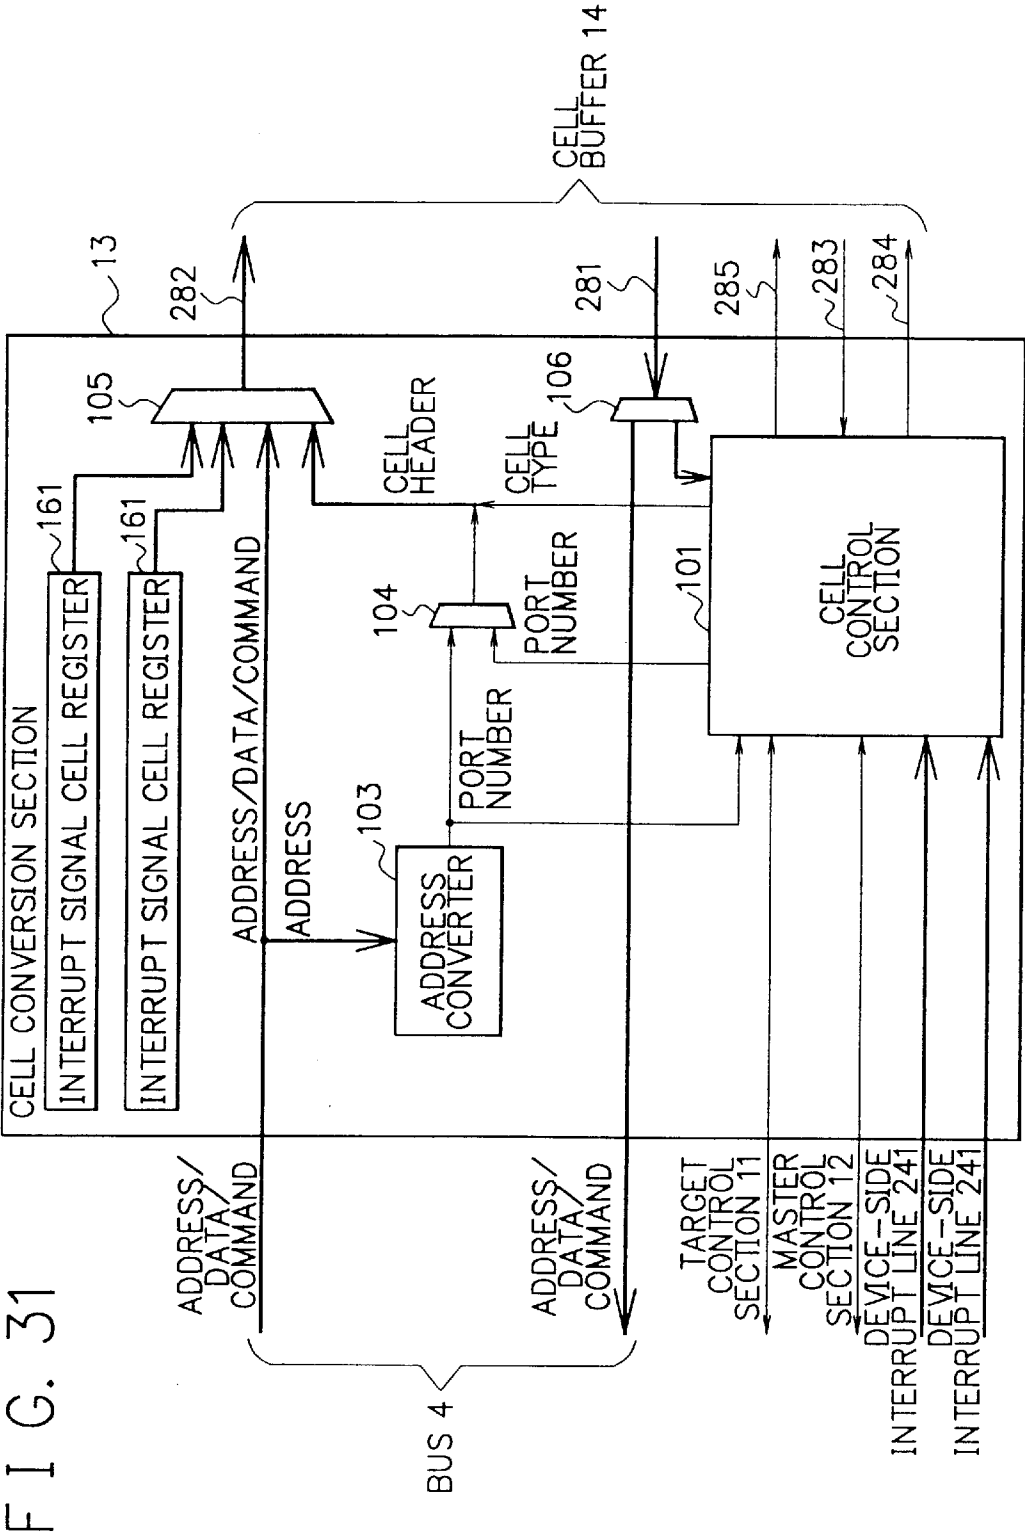 F I G. 31
CELL CONVERSION SECTION
13
INTERRUPT SIGNAL CELL REGISTER
161
INTERRUPT SIGNAL CELL REGISTER
161
105
282
ADDRESS/
DATA/
COMMAND
ADDRESS/DATA/COMMAND
ADDRESS
CELL
HEADER
103
ADDRESS
CONVERTER
PORT
NUMBER
104
PORT
NUMBER
CELL
TYPE
106
281
BUS 4
CELL
BUFFER 14
ADDRESS/
DATA/
COMMAND
101
CELL
CONTROL
SECTION
285
283
284
TARGET
CONTROL
SECTION 11
MASTER
CONTROL
SECTION 12
DEVICE-SIDE
INTERRUPT LINE 241
DEVICE-SIDE
INTERRUPT LINE 241